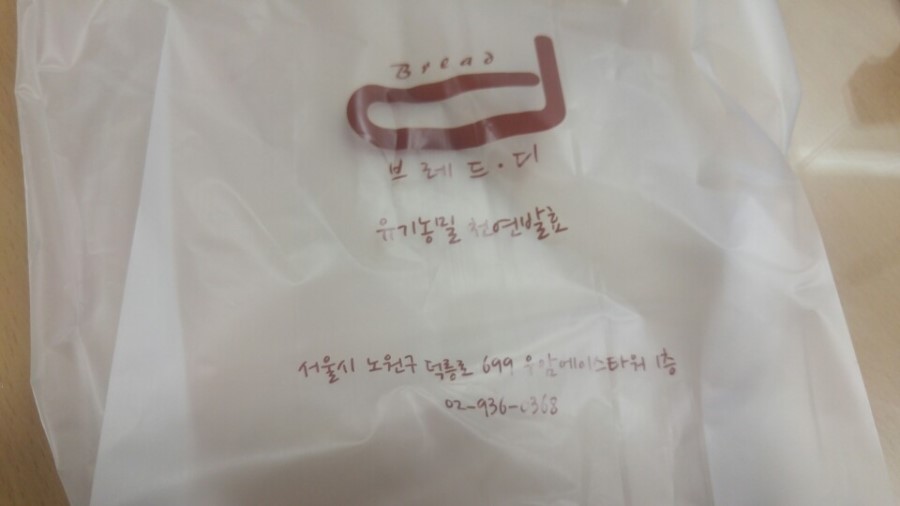 Bread
브레드·디
유기농밀 천연발효
서울시 노원구 덕릉로 699 우암에이스타워 1층
02-936-0368